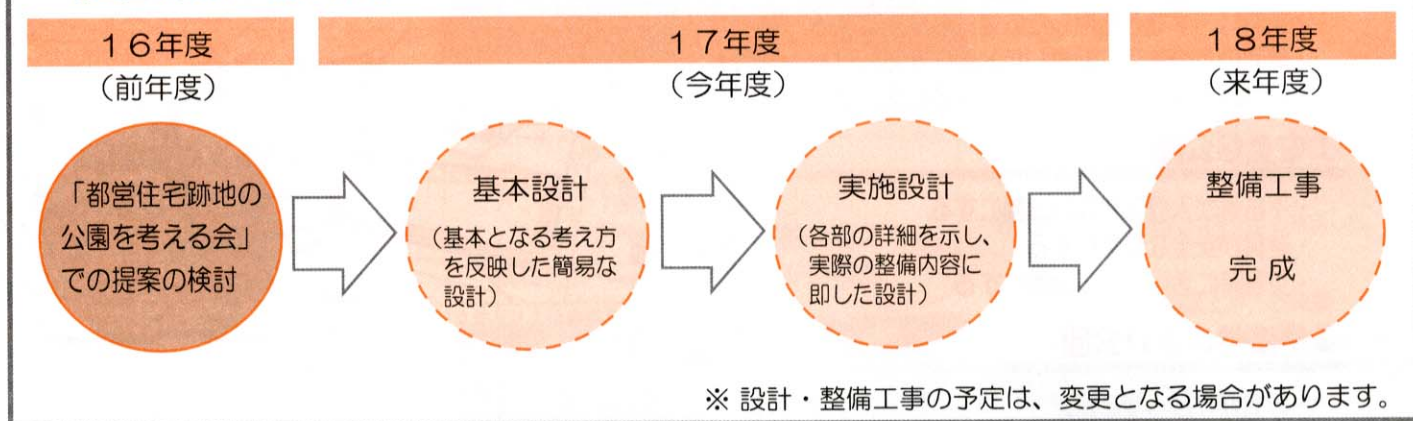 16年度
(前年度)
17年度
(今年度)
18年度
(来年度)
「都営住宅跡地の
公園を考える会」
での提案の検討
基本設計
(基本となる考え方
を反映した簡易な
設計)
実施設計
(各部の詳細を示し、
実際の整備内容に
即した設計)
整備工事
完成
※ 設計・整備工事の予定は、変更となる場合があります。